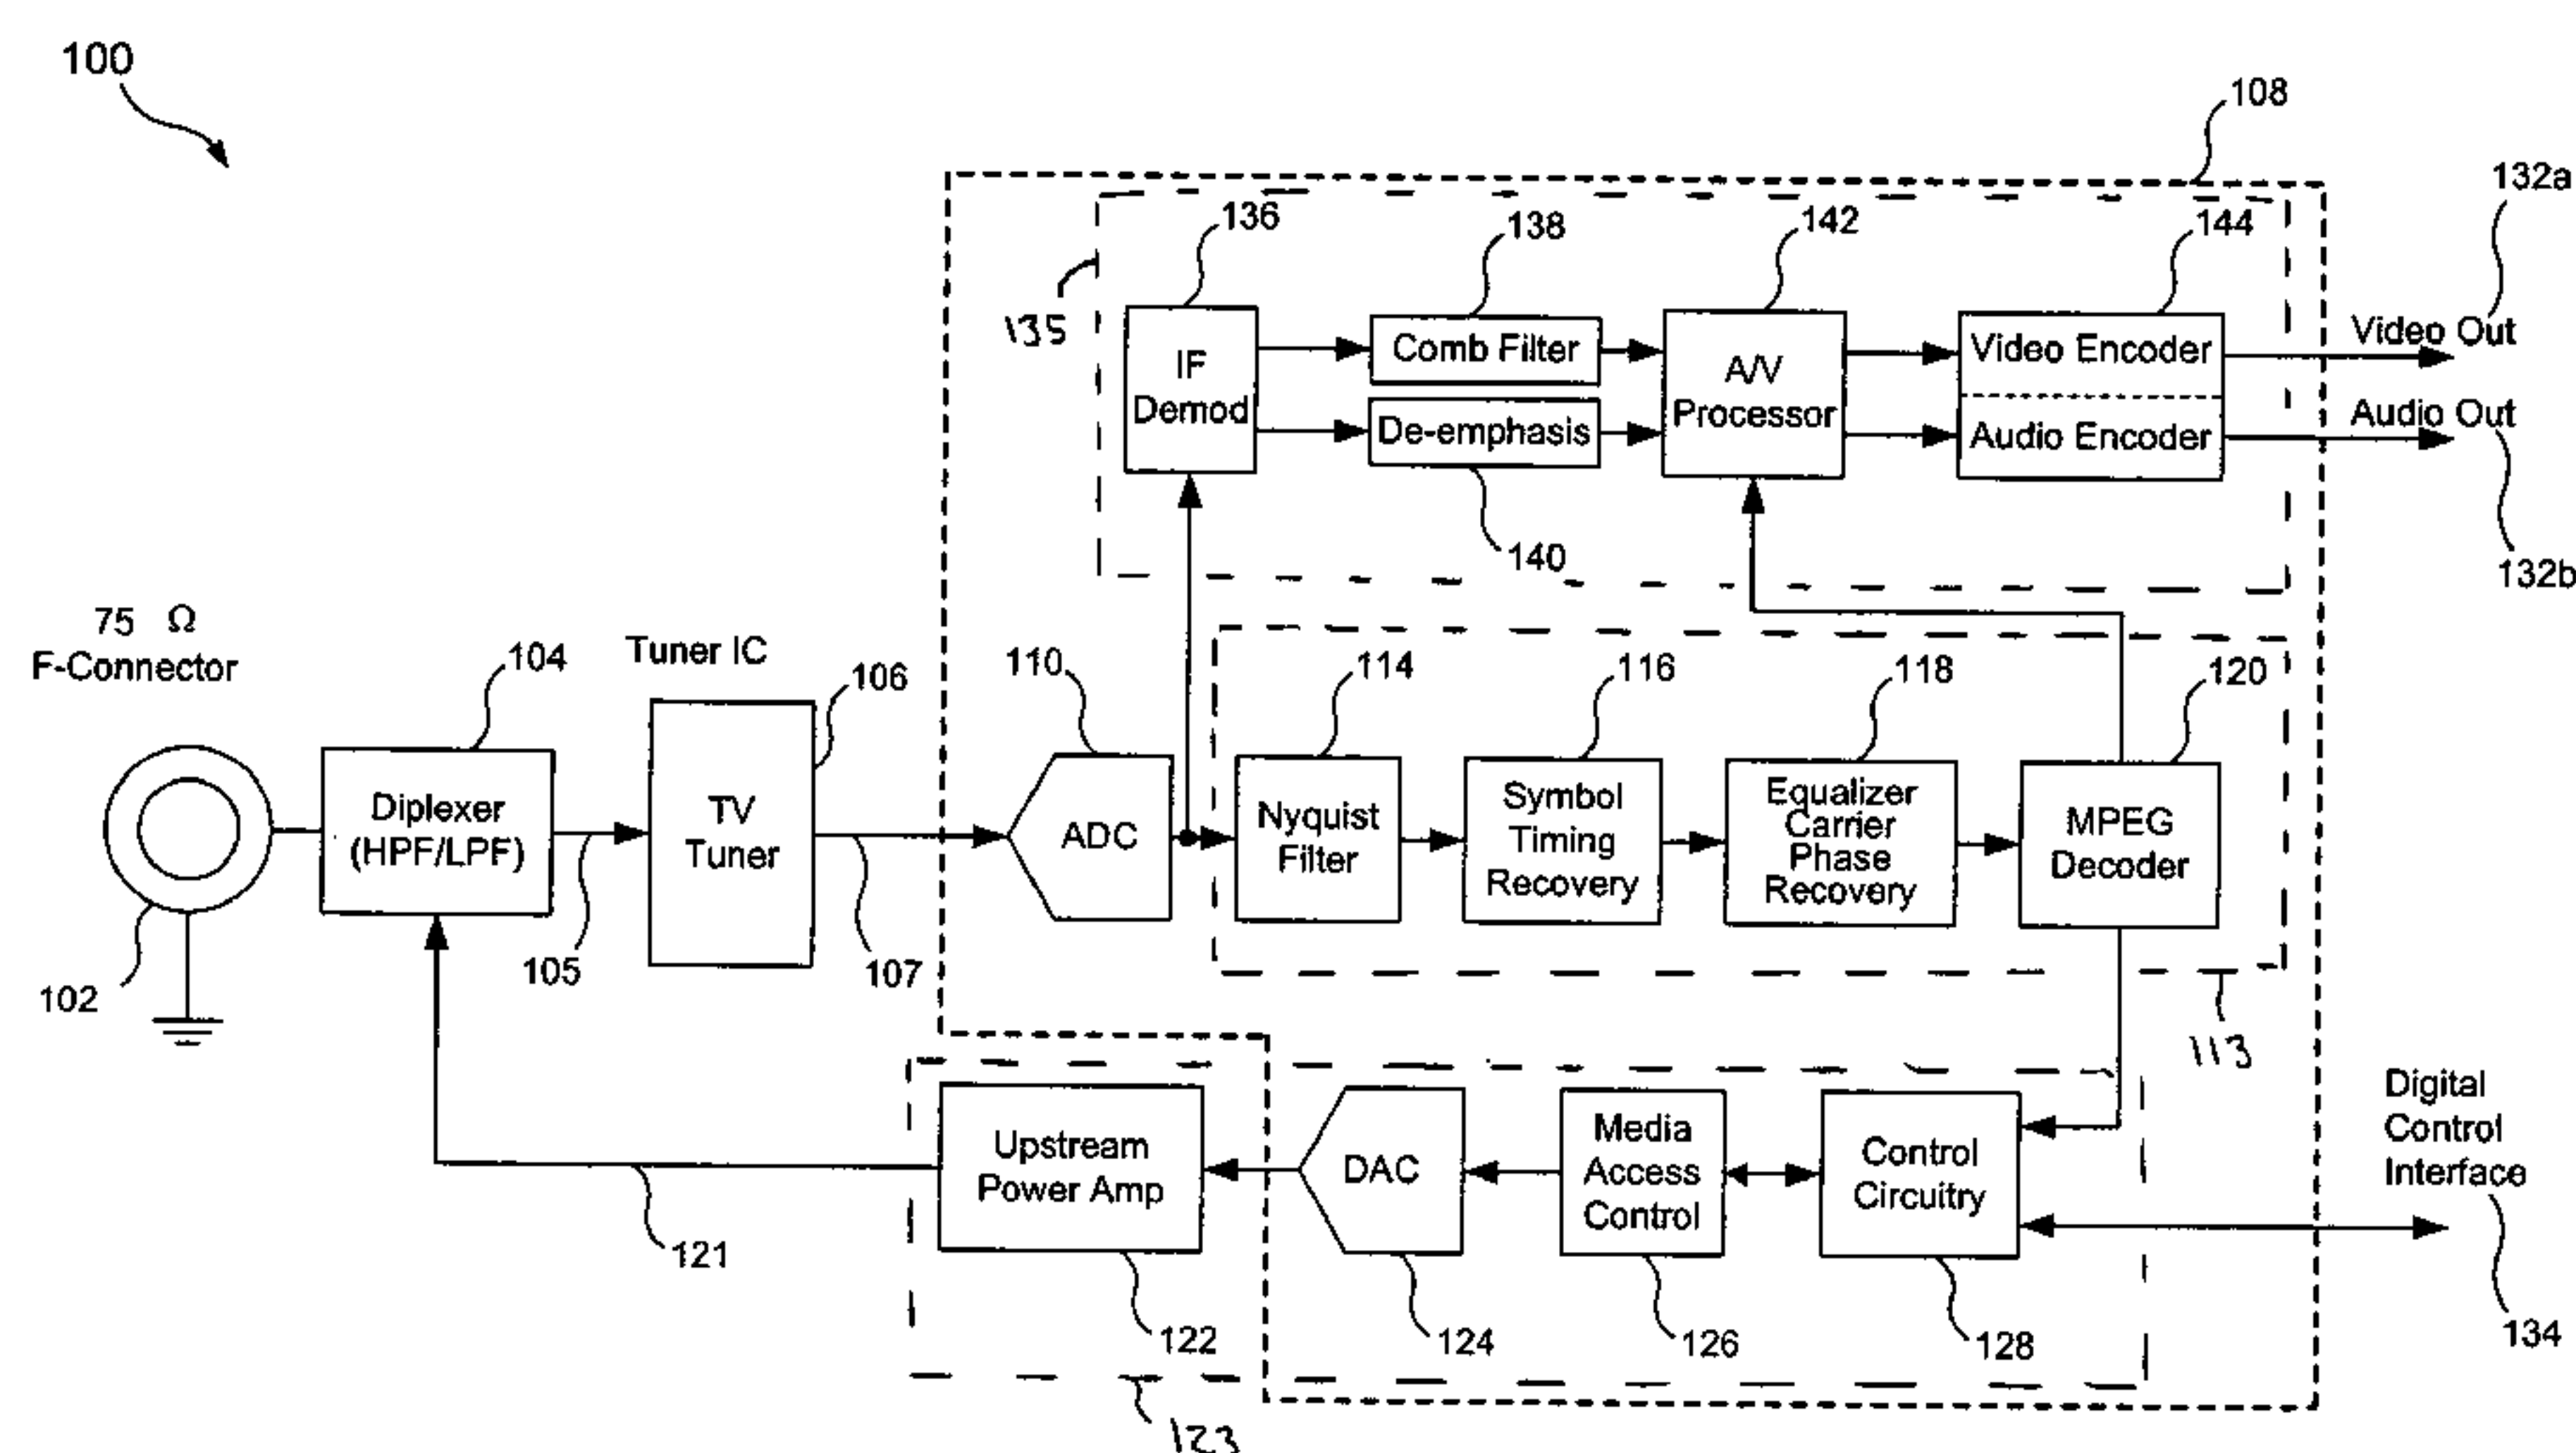 100
108
132a
136
138
142
144
135
IF
Demod
Comb Filter
De-emphasis
A/V
Processor
Video Encoder
Audio Encoder
Video Out
Audio Out
140
132b
75 Ω
F-Connector
104
Tuner IC
106
110
114
116
118
120
Diplexer
(HPF/LPF)
TV
Tuner
ADC
Nyquist
Filter
Symbol
Timing
Recovery
Equalizer
Carrier
Phase
Recovery
MPEG
Decoder
102
105
107
113
Upstream
Power Amp
DAC
Media
Access
Control
Control
Circuitry
Digital
Control
Interface
121
122
124
126
128
134
123